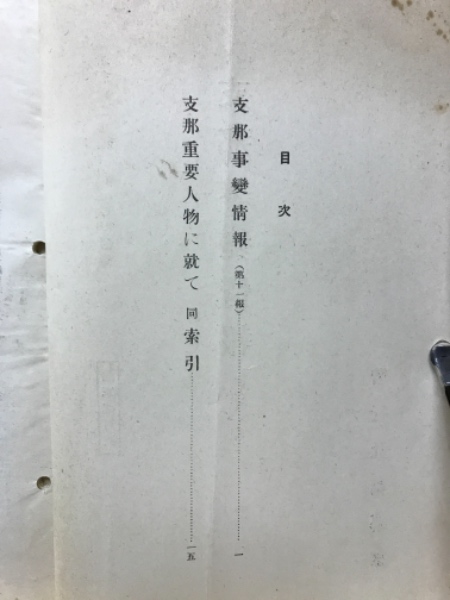 目次
支那事變情報（第十一報）……一
支那重要人物に就て 同索引……一五